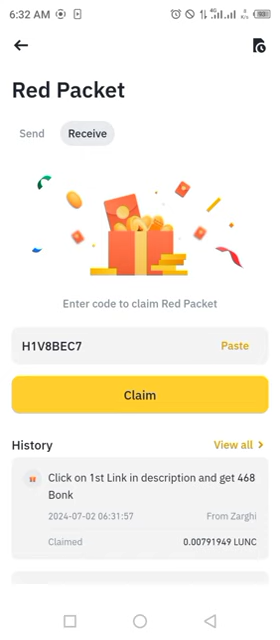 6:32 AM
4G
Red Packet
Send
Receive
Enter code to claim Red Packet
H1V8BEC7
Paste
Claim
History
View all >
Click on 1st Link in description and get 468
Bonk
2024-07-02 06:31:57
From Zarghi
Claimed
0.00791949 LUNC